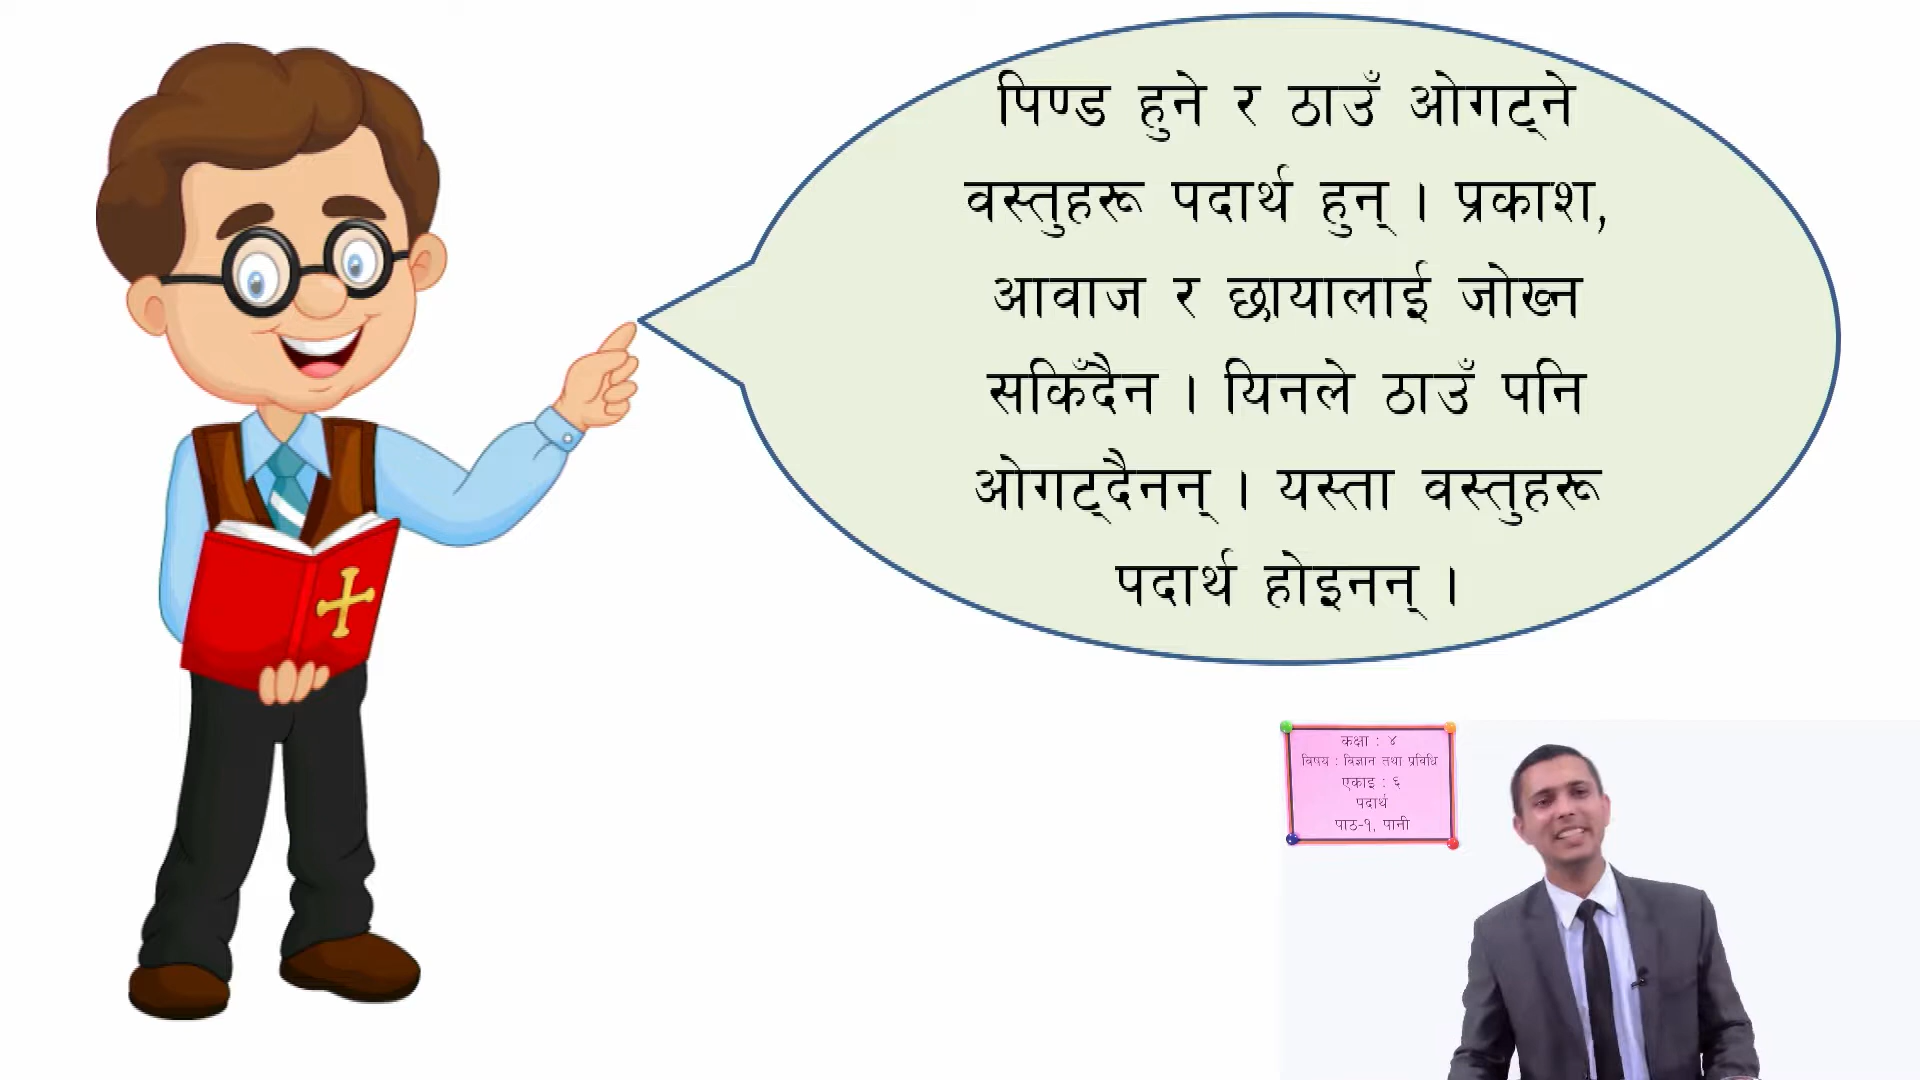 पिण्ड हुने र ठाउँ ओगट्ने
वस्तुहरू पदार्थ हुन् । प्रकाश,
आवाज र छायालाई जोख्न
सकिँदैन । यिनले ठाउँ पनि
ओगट्दैनन् । यस्ता वस्तुहरू
पदार्थ होइनन् ।
कक्षा : ४
विषय : विज्ञान तथा प्रविधि
एकाइ : ६
पदार्थ
पाठ-१, पानी